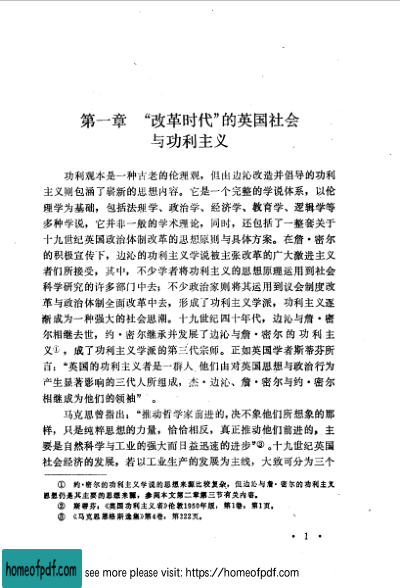 第一章 “改革时代”的英国社会
与功利主义
功利观本是一种古老的伦理观，但由边沁改造并倡导的功利
主义则包涵了崭新的思想内容。它是一个完整的学说体系，以伦
理学为基础，包括法理学、政治学、经济学、教育学、逻辑学等
多种学说，它并非一般的学术理论，同时，还包括了一整套关于
十九世纪英国政治体制改革的思想原则与具体方案。在詹·密尔
的积极宣传下，边沁的功利主义学说被主张改革的广大激进主义
者们所接受，其中，不少学者将功利主义的思想原理运用到社会
科学研究的许多部门中去；不少政治家则将其运用到议会制度改
革与政治体制全面改革中去，形成了功利主义学派，功利主义逐
渐成为一种强大的社会思潮。十九世纪四十年代，边沁与詹·密
尔相继去世，约·密尔继承并发展了边沁与詹·密尔的功利主
义①，成了功利主义学派的第三代宗师。正如英国学者斯蒂芬所
言：“英国的功利主义者是一群人，他们由对英国思想与政治行为
产生显著影响的三代人所组成，杰·边沁、詹·密尔与约·密尔
相继成为他们的领袖”。
马克思曾指出：“推动哲学家前进的，决不象他们所想象的那
样，只是纯粹思想的力量，恰恰相反，真正推动他们前进的，主
要是自然科学与工业的强大而日益迅速的进步”②。十九世纪英国
社会经济的发展，若以工业生产的发展为主线，大致可分为三个
① 约·密尔的功利主义学说的思想来源比较复杂，但边沁与詹·密尔的功利主义
思想仍是其主要的思想来源，参阅本文第二章第三节有关内容。
② 斯蒂芬：《英国功利主义者》伦敦1950年版，第1卷，第1页。
③ 《马克思恩格斯选集》第4卷，第222页。
· 1 ·
homeofpdf.com
see more please visit: https://homeofpdf.com